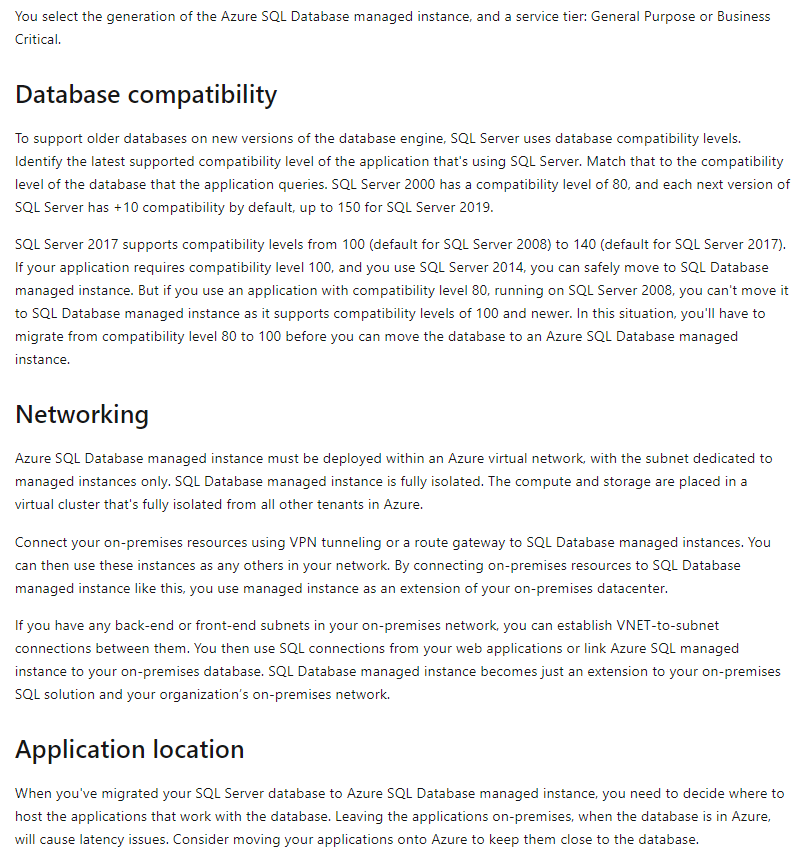 You select the generation of the Azure SQL Database managed instance, and a service tier: General Purpose or Business
Critical.
Database compatibility
To support older databases on new versions of the database engine, SQL Server uses database compatibility levels.
Identify the latest supported compatibility level of the application that's using SQL Server. Match that to the compatibility
level of the database that the application queries. SQL Server 2000 has a compatibility level of 80, and each next version of
SQL Server has +10 compatibility by default, up to 150 for SQL Server 2019.
SQL Server 2017 supports compatibility levels from 100 (default for SQL Server 2008) to 140 (default for SQL Server 2017).
If your application requires compatibility level 100, and you use SQL Server 2014, you can safely move to SQL Database
managed instance. But if you use an application with compatibility level 80, running on SQL Server 2008, you can't move it
to SQL Database managed instance as it supports compatibility levels of 100 and newer. In this situation, you'll have to
migrate from compatibility level 80 to 100 before you can move the database to an Azure SQL Database managed
instance.
Networking
Azure SQL Database managed instance must be deployed within an Azure virtual network, with the subnet dedicated to
managed instances only. SQL Database managed instance is fully isolated. The compute and storage are placed in a
virtual cluster that's fully isolated from all other tenants in Azure.
Connect your on-premises resources using VPN tunneling or a route gateway to SQL Database managed instances. You
can then use these instances as any others in your network. By connecting on-premises resources to SQL Database
managed instance like this, you use managed instance as an extension of your on-premises datacenter.
If you have any back-end or front-end subnets in your on-premises network, you can establish VNET-to-subnet
connections between them. You then use SQL connections from your web applications or link Azure SQL managed
instance to your on-premises database. SQL Database managed instance becomes just an extension to your on-premises
SQL solution and your organization's on-premises network.
Application location
When you've migrated your SQL Server database to Azure SQL Database managed instance, you need to decide where to
host the applications that work with the database. Leaving the applications on-premises, when the database is in Azure,
will cause latency issues. Consider moving your applications onto Azure to keep them close to the database.